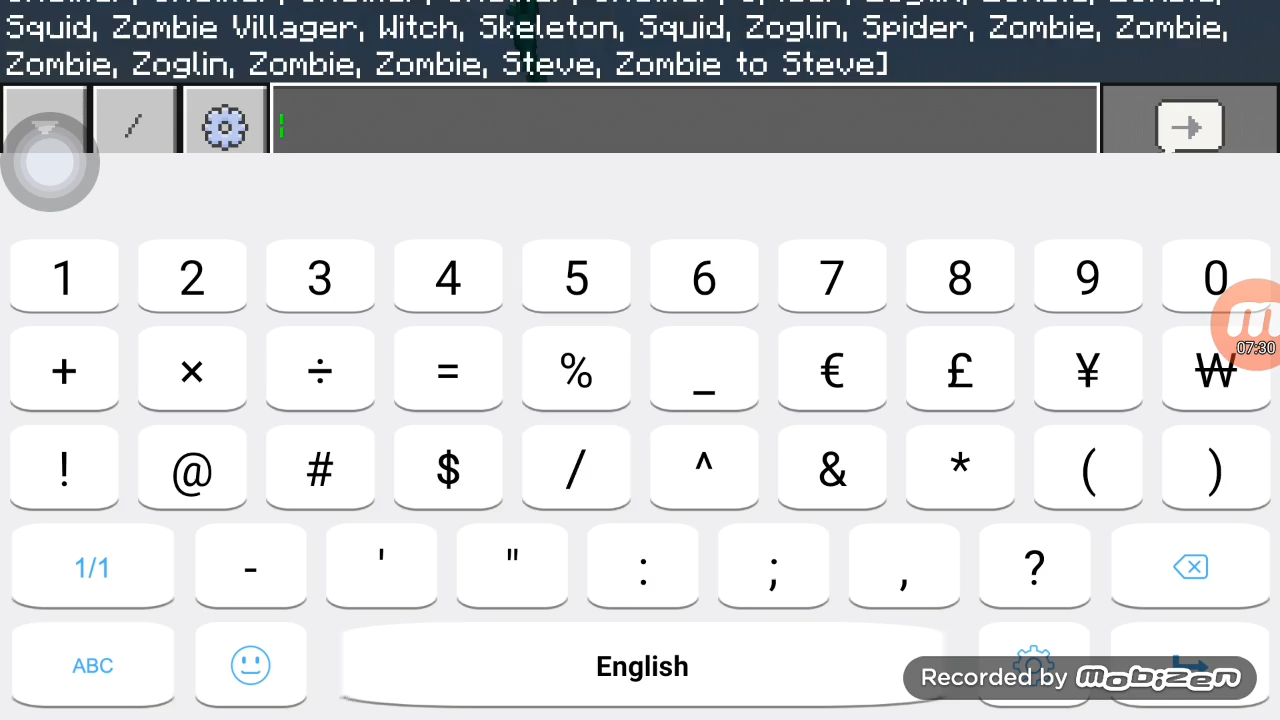 Squid, Zombie Villager, Witch, Skeleton, Squid, Zoglin, Spider, Zombie, Zombie,
Zombie, Zoglin, Zombie, Zombie, Steve, Zombie to Steve]
/
1 2 3 4 5 6 7 8 9 0
07:30
+ × ÷ = % _ € £ ¥ ₩
! @ # $ / ^ & * ( )
1/1 - ' " : ; , ?
ABC English
Recorded by mobizen